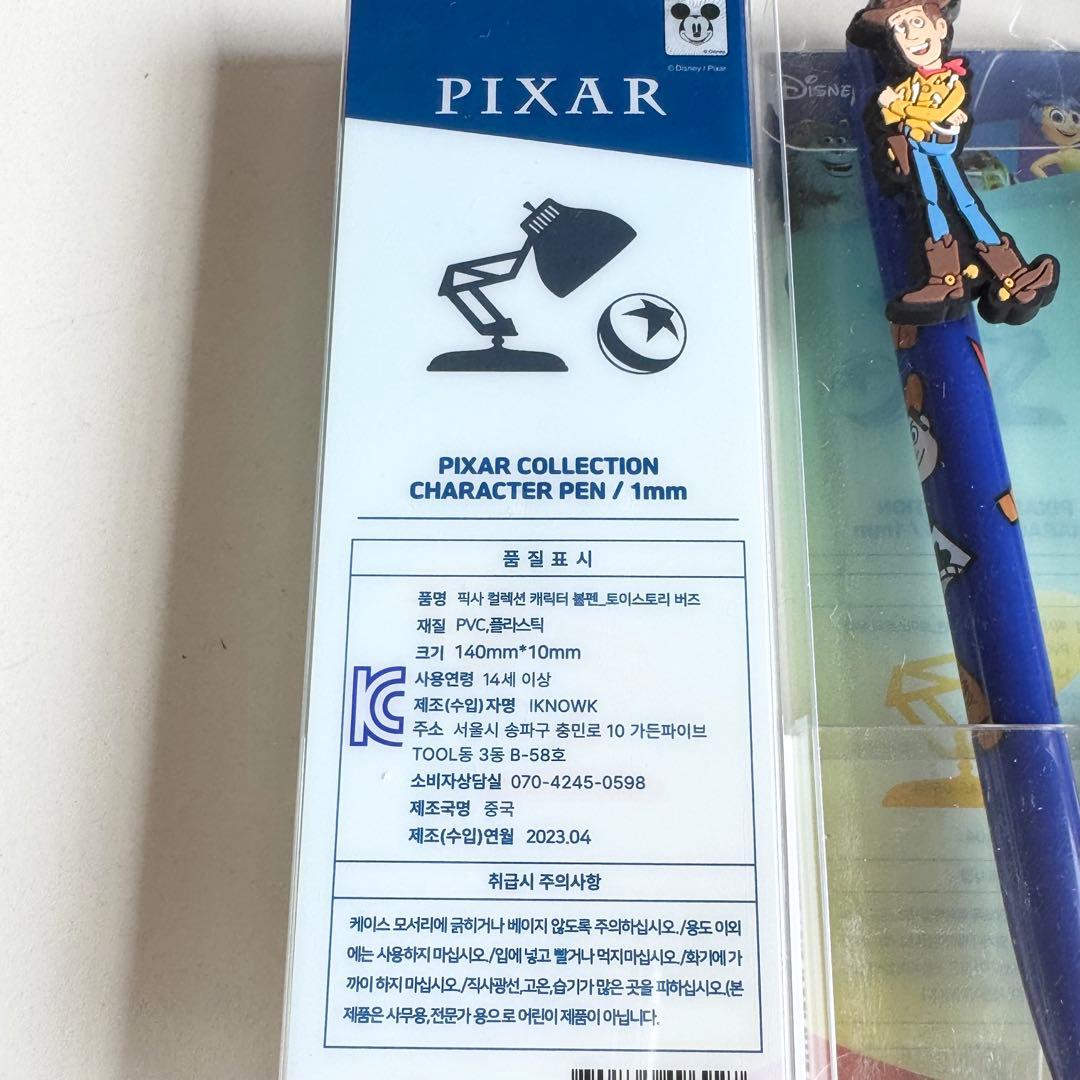 © Disney
© Disney / Pixar
PIXAR
DISNEY
PIXAR COLLECTION
CHARACTER PEN / 1mm
품 질 표 시
품명 픽사 컬렉션 캐릭터 볼펜_토이스토리 버즈
재질 PVC,플라스틱
크기 140mm*10mm
사용연령 14세 이상
제조(수입)자명 IKNOWK
주소 서울시 송파구 충민로 10 가든파이브
TOOL동 3동 B-58호
소비자상담실 070-4245-0598
제조국명 중국
제조(수입)연월 2023.04
취급시 주의사항
케이스 모서리에 긁히거나 베이지 않도록 주의하십시오./용도 이외
에는 사용하지 마십시오./입에 넣고 빨거나 먹지마십시오./화기에 가
까이 하지 마십시오./직사광선,고온,습기가 많은 곳을 피하십시오.(본
제품은 사무용,전문가 용으로 어린이 제품이 아닙니다.